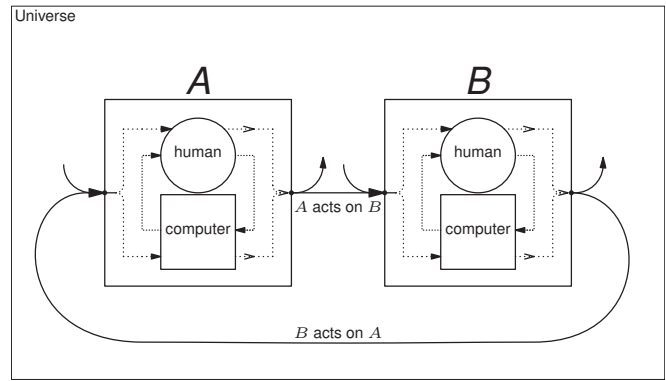 Universe
A B
human human
computer computer
A acts on B
B acts on A